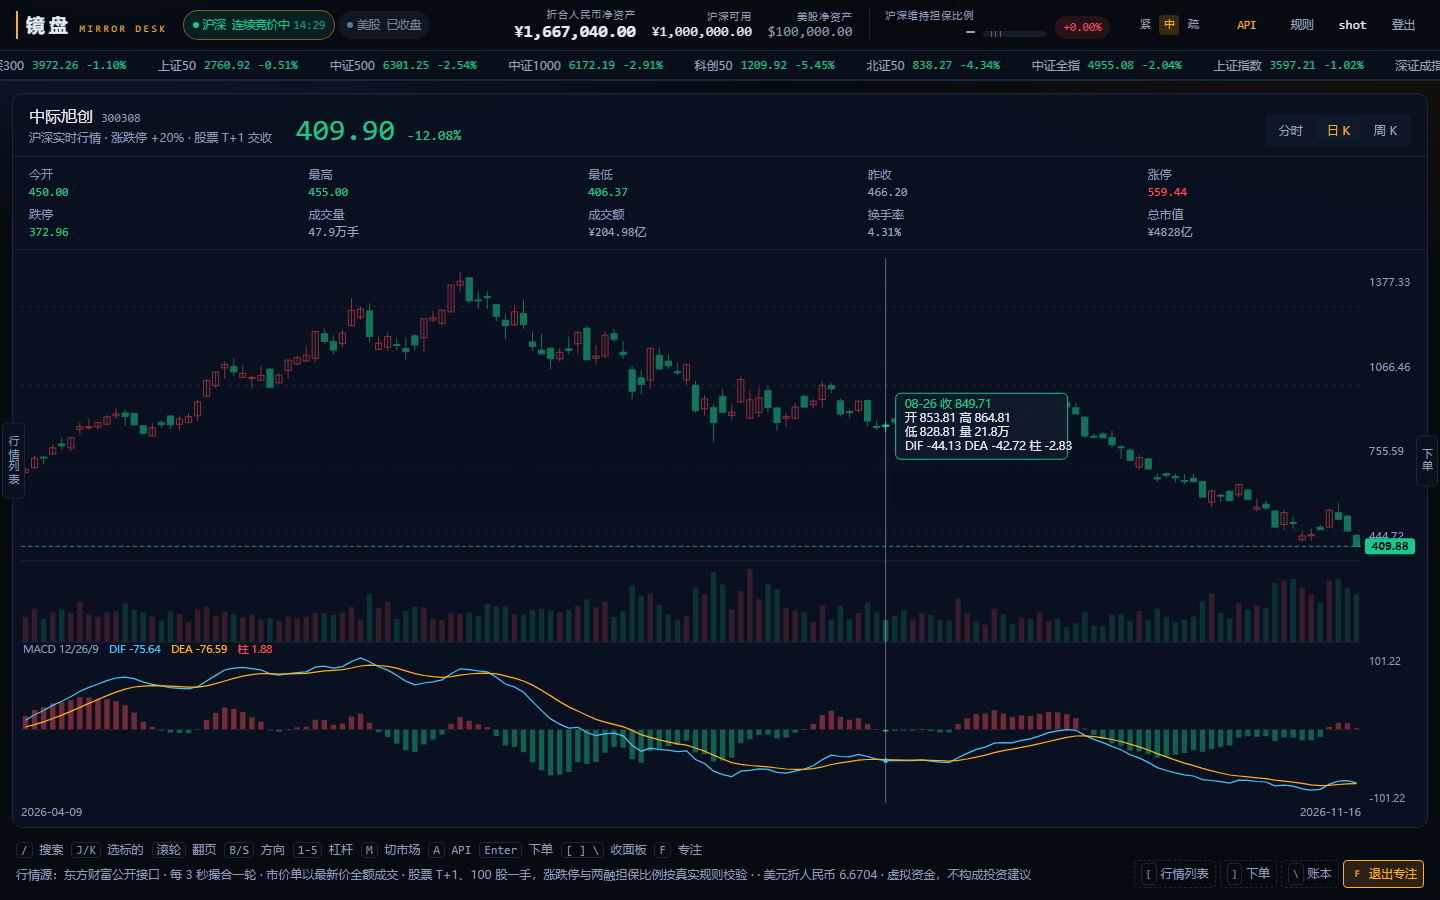 镜盘 MIRROR DESK
沪深 连续竞价中 14:29
美股 已收盘
折合人民币净资产
¥1,667,040.00
沪深可用
¥1,000,000.00
美股净资产
$100,000.00
沪深维持担保比例
—
+0.00%
紧 中 疏
API
规则
shot
登出
300 3972.26 -1.10% 上证50 2760.92 -0.51% 中证500 6301.25 -2.54% 中证1000 6172.19 -2.91% 科创50 1209.92 -5.45% 北证50 838.27 -4.34% 中证全指 4955.08 -2.04% 上证指数 3597.21 -1.02% 深证成指
中际旭创 300308
沪深实时行情 · 涨跌停 +20% · 股票 T+1 交收
409.90 -12.08%
分时 日 K 周 K
今开 最高 最低 昨收 涨停
450.00 455.00 406.37 466.20 559.44
跌停 成交量 成交额 换手率 总市值
372.96 47.9万手 ¥204.98亿 4.31% ¥4828亿
行情列表
下单
1377.33
1066.46
755.59
444.72
409.88
08-26 收 849.71
开 853.81 高 864.81
低 828.81 量 21.8万
DIF -44.13 DEA -42.72 柱 -2.83
MACD 12/26/9 DIF -75.64 DEA -76.59 柱 1.88
101.22
-101.22
2026-04-09
2026-11-16
/ 搜索 J/K 选标的 滚轮 翻页 B/S 方向 1-5 杠杆 M 切市场 A API Enter 下单 [ ] \ 收面板 F 专注
行情源：东方财富公开接口 · 每 3 秒撮合一轮 · 市价单以最新价全额成交 · 股票 T+1、100 股一手，涨跌停与两融担保比例按真实规则校验 · · 美元折人民币 6.6704 · 虚拟资金，不构成投资建议
[ 行情列表
] 下单
\ 账本
F 退出专注